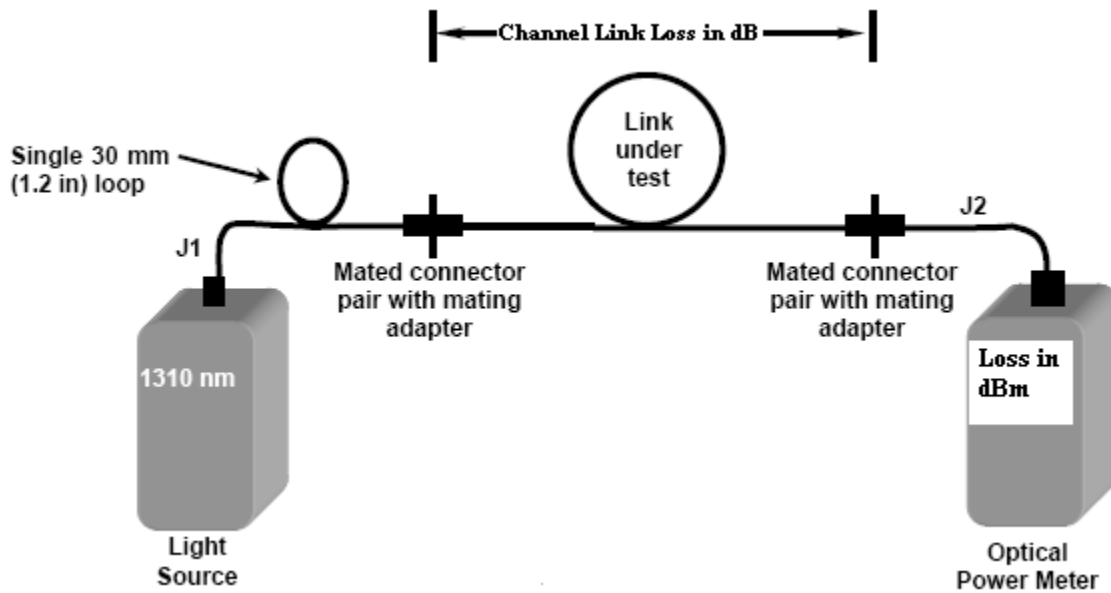 Channel Link Loss in dB
Single 30 mm
(1.2 in) loop
Link
under
test
J1
J2
Mated connector
pair with mating
adapter
Mated connector
pair with mating
adapter
1310 nm
Loss in
dBm
Light
Source
Optical
Power Meter